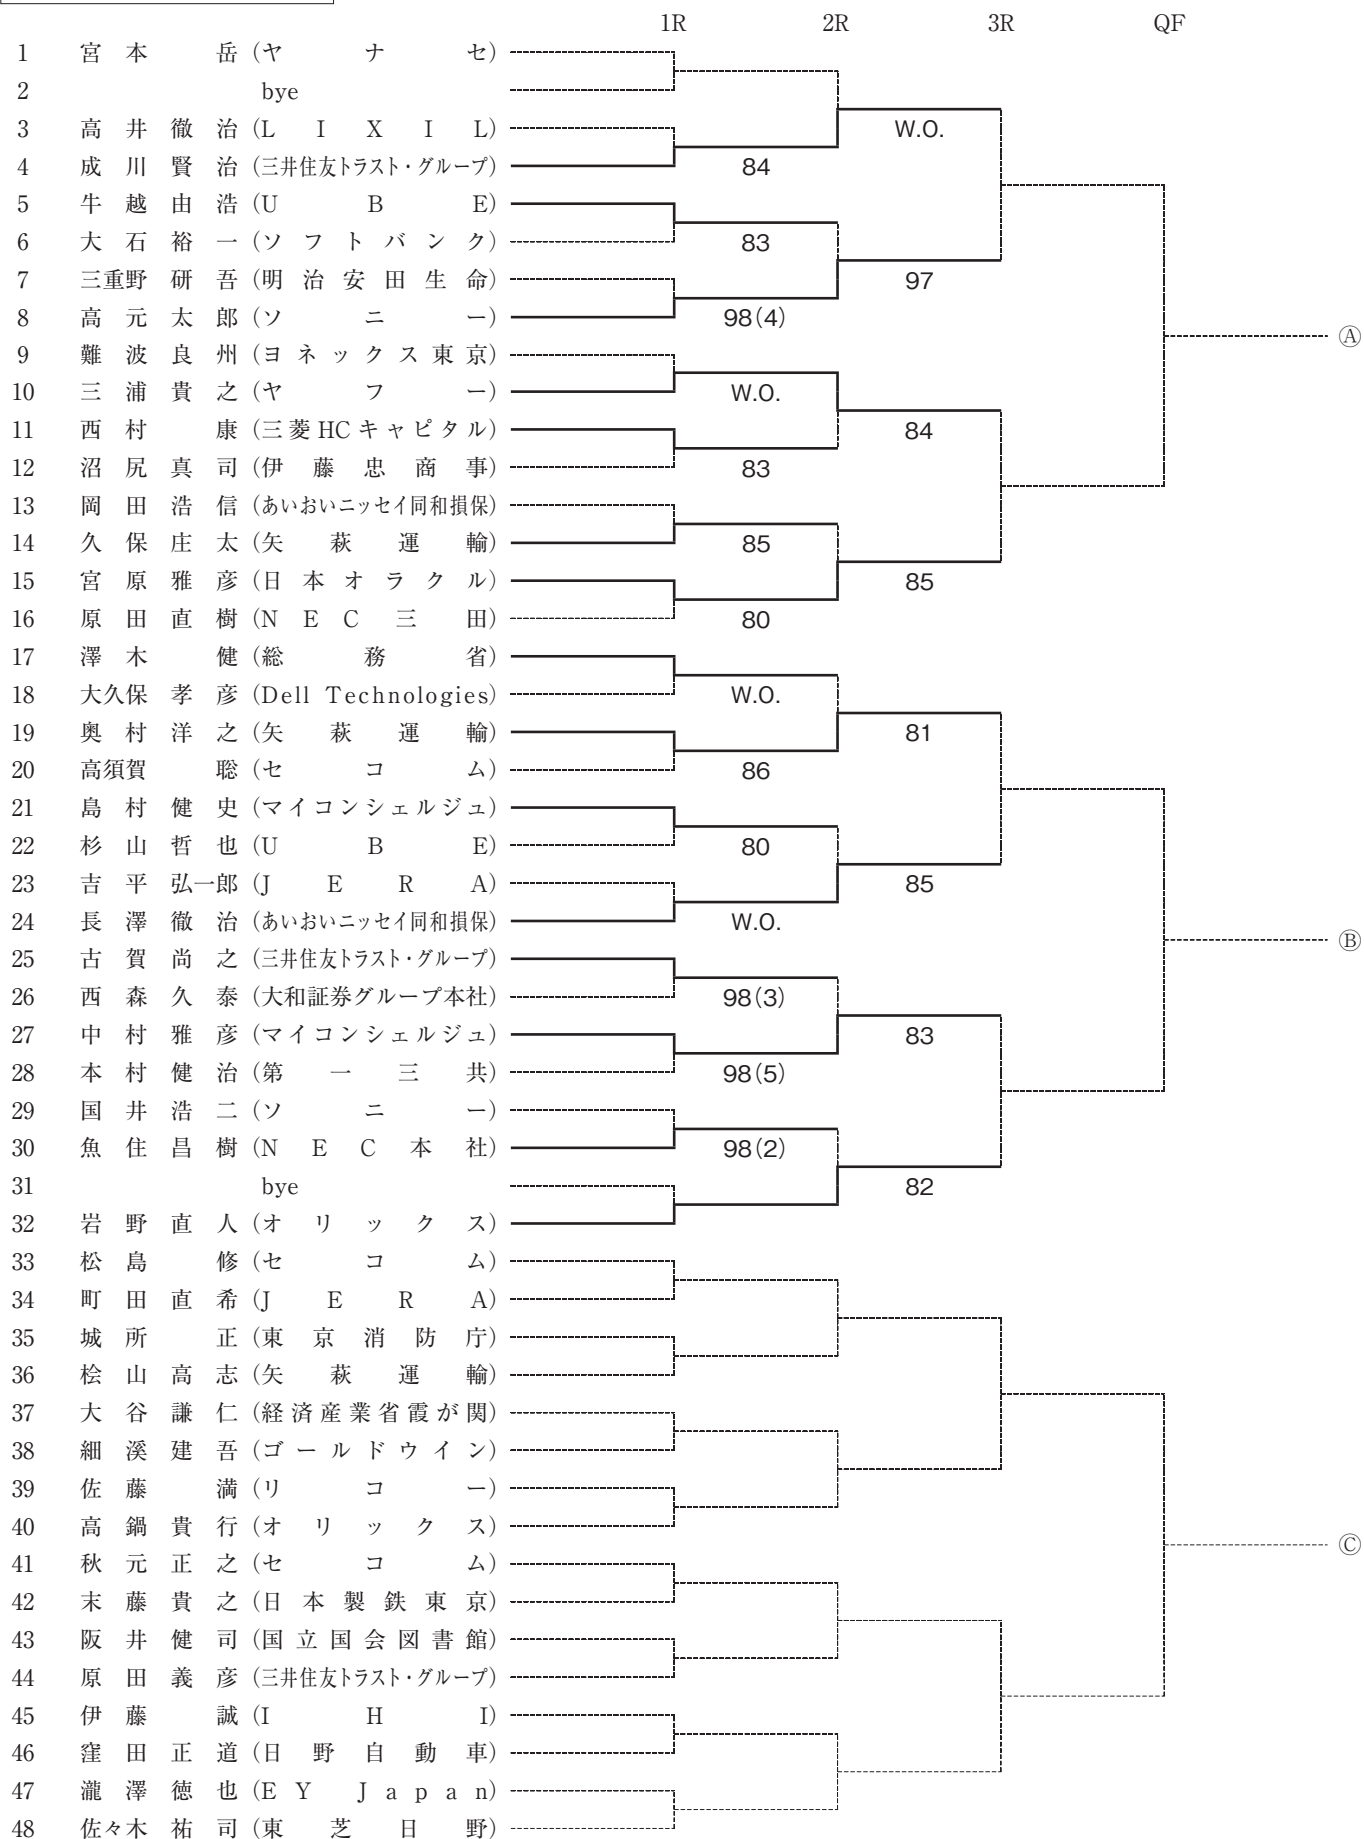 1R 2R 3R QF
1 宮本 岳 (ヤナセ)
2 bye
3 高井徹治 (LIXIL) W.O.
4 成川賢治 (三井住友トラスト・グループ) 84
5 牛越由浩 (UBE)
6 大石裕一 (ソフトバンク) 83
7 三重野研吾 (明治安田生命) 97
8 高元太郎 (ソニー) 98(4)
Ⓐ
9 難波良州 (ヨネックス東京)
10 三浦貴之 (ヤフー) W.O.
11 西村 康 (三菱HCキャピタル) 84
12 沼尻真司 (伊藤忠商事) 83
13 岡田浩信 (あいおいニッセイ同和損保)
14 久保庄太 (矢萩運輸) 85
15 宮原雅彦 (日本オラクル) 85
16 原田直樹 (NEC三田) 80
17 澤木 健 (総務省)
18 大久保孝彦 (Dell Technologies) W.O.
19 奥村洋之 (矢萩運輸) 81
20 高須賀 聡 (セコム) 86
21 島村健史 (マイコンシェルジュ)
22 杉山哲也 (UBE) 80
23 吉平弘一郎 (JERA) 85
24 長澤徹治 (あいおいニッセイ同和損保) W.O.
Ⓑ
25 古賀尚之 (三井住友トラスト・グループ)
26 西森久泰 (大和証券グループ本社) 98(3)
27 中村雅彦 (マイコンシェルジュ) 83
28 本村健治 (第一三共) 98(5)
29 国井浩二 (ソニー)
30 魚住昌樹 (NEC本社) 98(2)
31 bye 82
32 岩野直人 (オリックス)
33 松島 修 (セコム)
34 町田直希 (JERA)
35 城所 正 (東京消防庁)
36 桧山高志 (矢萩運輸)
37 大谷謙仁 (経済産業省霞が関)
38 細溪建吾 (ゴールドウイン)
39 佐藤 満 (リコー)
40 高鍋貴行 (オリックス)
Ⓒ
41 秋元正之 (セコム)
42 末藤貴之 (日本製鉄東京)
43 阪井健司 (国立国会図書館)
44 原田義彦 (三井住友トラスト・グループ)
45 伊藤 誠 (IHI)
46 窪田正道 (日野自動車)
47 瀧澤徳也 (EY Japan)
48 佐々木祐司 (東芝日野)